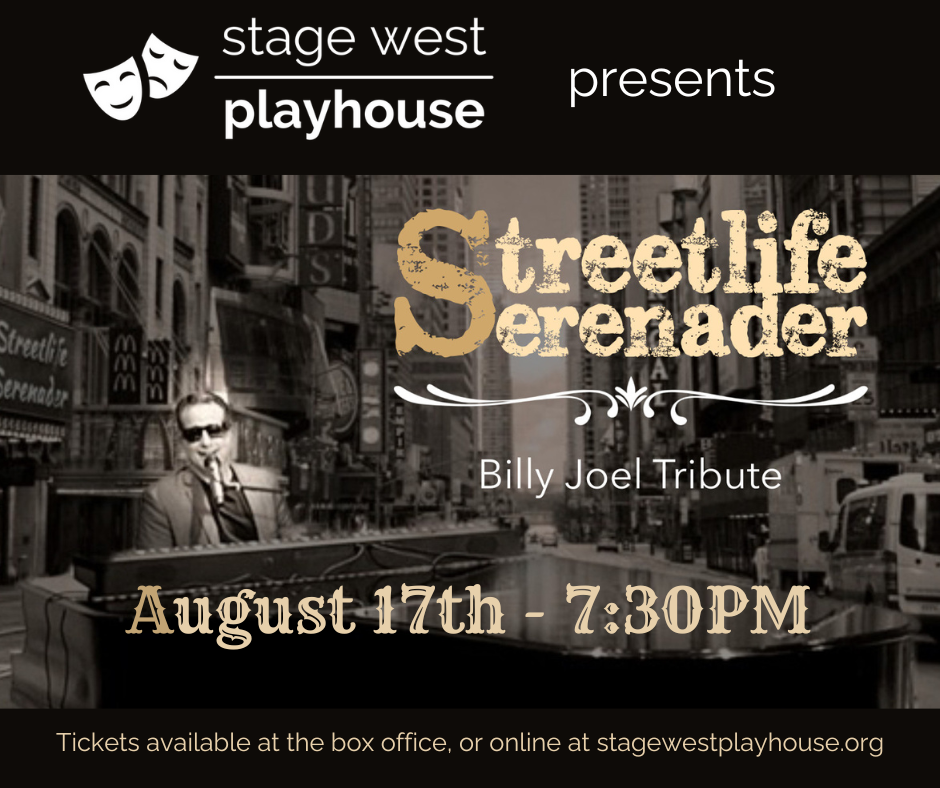 stage west
playhouse
presents
Streetlife
Serenader
Streetlife
Serenader
Billy Joel Tribute
August 17th - 7:30PM
Tickets available at the box office, or online at stagewestplayhouse.org